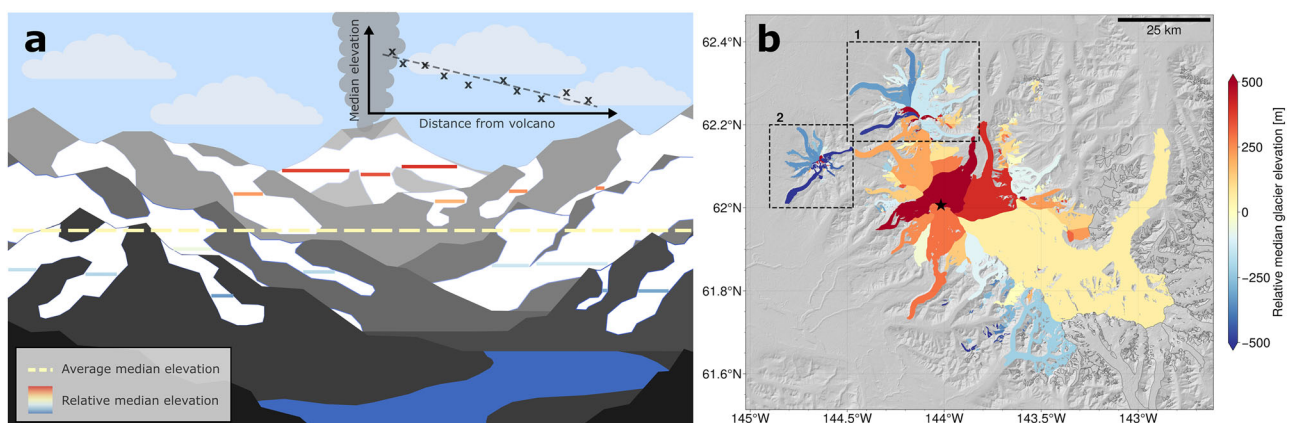 a
Median elevation
Distance from volcano
Average median elevation
Relative median elevation
b
25 km
1
2
62.4°N
62.2°N
62°N
61.8°N
61.6°N
145°W
144.5°W
144°W
143.5°W
143°W
500
250
0
−250
−500
Relative median glacier elevation [m]